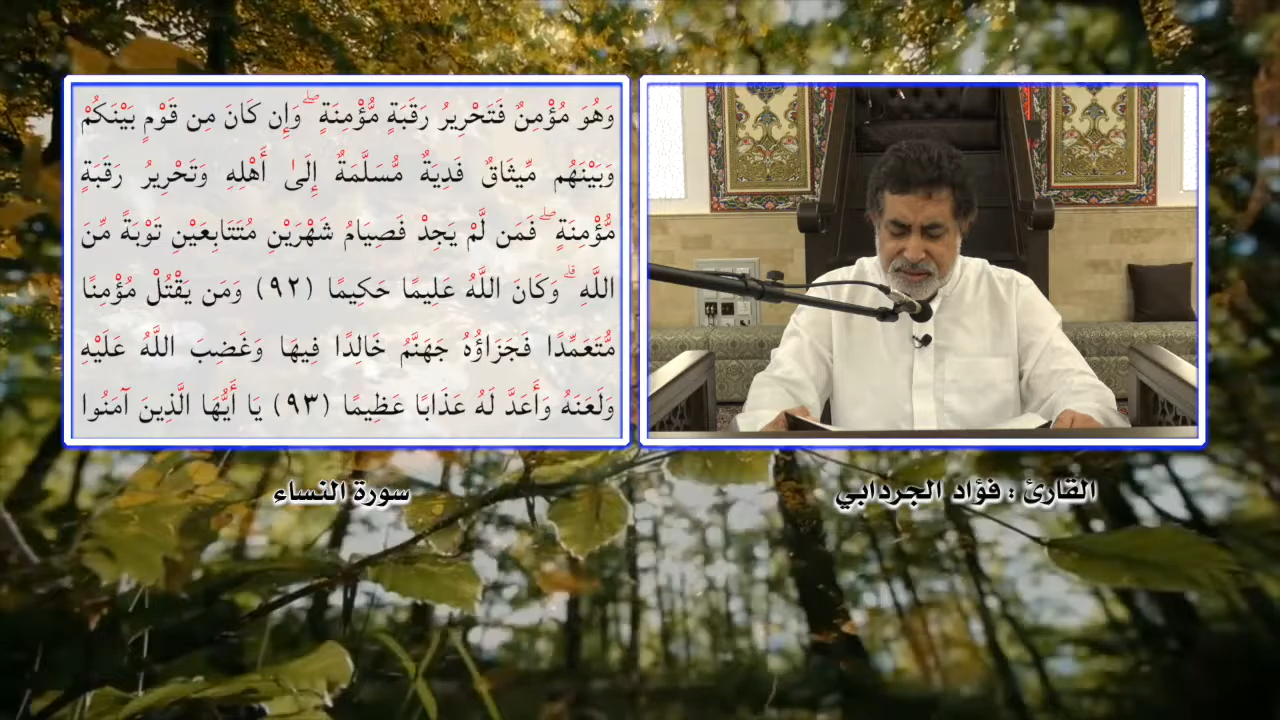 وَهُوَ مُؤْمِنٌ فَتَحْرِيرُ رَقَبَةٍ مُّؤْمِنَةٍ ۖ وَإِن كَانَ مِن قَوْمٍ بَيْنَكُمْ
وَبَيْنَهُم مِّيثَاقٌ فَدِيَةٌ مُّسَلَّمَةٌ إِلَىٰ أَهْلِهِ وَتَحْرِيرُ رَقَبَةٍ
مُّؤْمِنَةٍ ۖ فَمَن لَّمْ يَجِدْ فَصِيَامُ شَهْرَيْنِ مُتَتَابِعَيْنِ تَوْبَةً مِّنَ
اللَّهِ ۗ وَكَانَ اللَّهُ عَلِيمًا حَكِيمًا (٩٢) وَمَن يَقْتُلْ مُؤْمِنًا
مُّتَعَمِّدًا فَجَزَاؤُهُ جَهَنَّمُ خَالِدًا فِيهَا وَغَضِبَ اللَّهُ عَلَيْهِ
وَلَعَنَهُ وَأَعَدَّ لَهُ عَذَابًا عَظِيمًا (٩٣) يَا أَيُّهَا الَّذِينَ آمَنُوا
القارئ : فؤاد الجردابي
سورة النساء